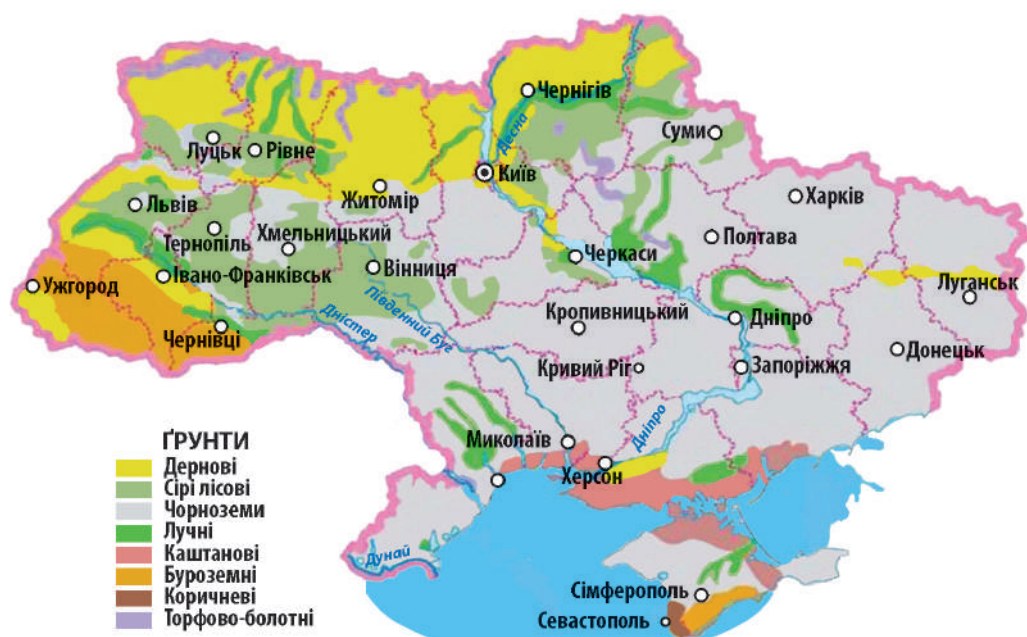 Чернігів
Десна
Суми
Луцьк
Рівне
Київ
Житомір
Харків
Львів
Тернопіль
Хмельницький
Вінниця
Черкаси
Полтава
Івано-Франківськ
Ужгород
Чернівці
Дністер
Південний Буг
Кропивницький
Дніпро
Луганськ
Донецьк
Кривий Ріг
Запоріжжя
Миколаїв
Дніпро
Херсон
Дунай
Сімферополь
Севастополь
ҐРУНТИ
Дернові
Сірі лісові
Чорноземи
Лучні
Каштанові
Буроземні
Коричневі
Торфово-болотні